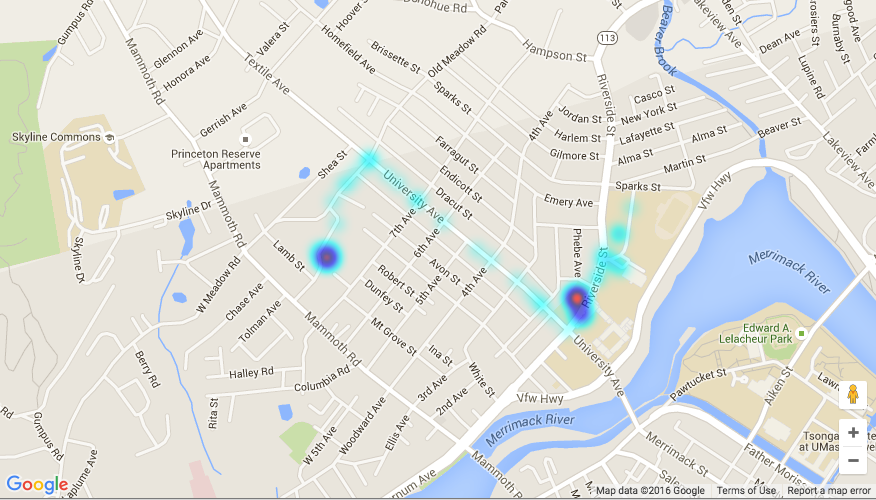 Gumpus Rd
Hoover St
Donohue Rd
Valera St
Homefield Ave
Glennon Ave
Honora Ave
Textile Ave
Mammoth Rd
Brissette St
Old Meadow Rd
Hampson St
113
Riverside St
Beaver Brook
Lakeview Ave
Dean Ave
Burnaby St
Lupine Rd
Sparks St
Casco St
New York St
Lafayette St
Alma St
Alma St
Beaver St
Lakeview Ave
Jordan St
Harlem St
Gilmore St
4th Ave
Martin St
Skyline Commons
Gerrish Ave
Princeton Reserve
Apartments
Shea St
Farragut St
Endicott St
Dracut St
Sparks St
Emery Ave
Vfw Hwy
University Ave
Skyline Dr
Skyline Dr
Mammoth Rd
7th Ave
6th Ave
Phebe Ave
Riverside St
Merrimack River
Lamb St
W Meadow Rd
Chase Ave
Tolman Ave
Robert St
Dunfey St
5th Ave
Avon St
4th Ave
Mt Grove St
Mammoth Rd
Berry Rd
Halley Rd
Columbia Rd
Ina St
White St
3rd Ave
2nd Ave
University Ave
Edward A.
Lelacheur Park
Pawtucket St
Aiken St
Rita St
Vfw Hwy
Merrimack River
Gumpus Rd
W 5th Ave
Woodward Ave
Ellis Ave
Mammoth Rd
Merrimack St
Father Morissette
Tsongas
at UMass
Google
Map data ©2016 Google
Terms of Use
Report a map error